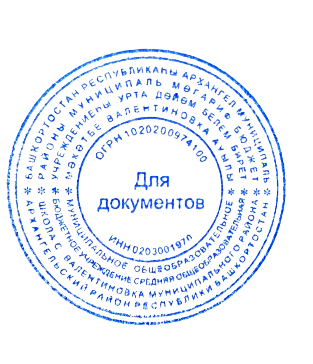 БАШКОРТОСТАН РЕСПУБЛИКАҺЫ АРХАНГЕЛ МУНИЦИПАЛЬ
РАЙОНЫ МУНИЦИПАЛЬ МӘГАРИФ БЮДЖЕТ
УЧРЕЖДЕНИЕҺЫ УРТА ДӨЙӨМ БЕЛЕМ БИРЕҮ
МӘКТӘБЕ ВАЛЕНТИНОВКА АУЫЛЫ
ОГРН 1020200974100
Для
документов
ИНН 0203001970
МУНИЦИПАЛЬНОЕ ОБЩЕОБРАЗОВАТЕЛЬНОЕ
БЮДЖЕТНОЕ УЧРЕЖДЕНИЕ СРЕДНЯЯ ОБЩЕОБРАЗОВАТЕЛЬНАЯ
ШКОЛА С. ВАЛЕНТИНОВКА МУНИЦИПАЛЬНОГО РАЙОНА
АРХАНГЕЛЬСКИЙ РАЙОН РЕСПУБЛИКИ БАШКОРТОСТАН